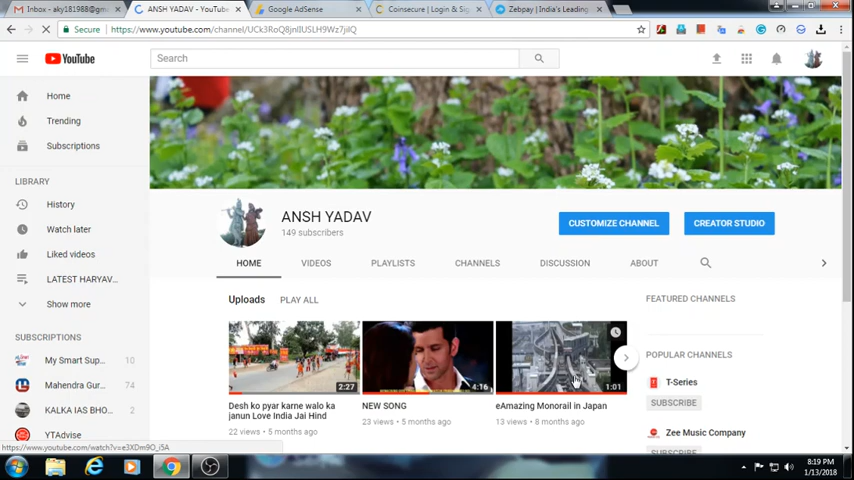 Inbox - aky181988@gm
ANSH YADAV - YouTube
Google AdSense
Coinsecure | Login & Sig
Zebpay | India's Leading
Secure
https://www.youtube.com/channel/UCk3RoQ8jnlIUSLH9Wz7jiIQ
YouTube
Search
Home
Trending
Subscriptions
LIBRARY
History
Watch later
Liked videos
LATEST HARYAV...
Show more
SUBSCRIPTIONS
My Smart Sup... 10
Mahendra Gur... 74
KALKA IAS BHO...
YTAdvise
ANSH YADAV
149 subscribers
CUSTOMIZE CHANNEL
CREATOR STUDIO
HOME VIDEOS PLAYLISTS CHANNELS DISCUSSION ABOUT
Uploads PLAY ALL
2:27
4:16
1:01
Desh ko pyar karne walo ka
janun Love India Jai Hind
22 views • 5 months ago
NEW SONG
23 views • 5 months ago
eAmazing Monorail in Japan
13 views • 8 months ago
FEATURED CHANNELS
POPULAR CHANNELS
T-Series
SUBSCRIBE
Zee Music Company
https://www.youtube.com/watch?v=e3XDm9O_i5A
8:19 PM
1/13/2018